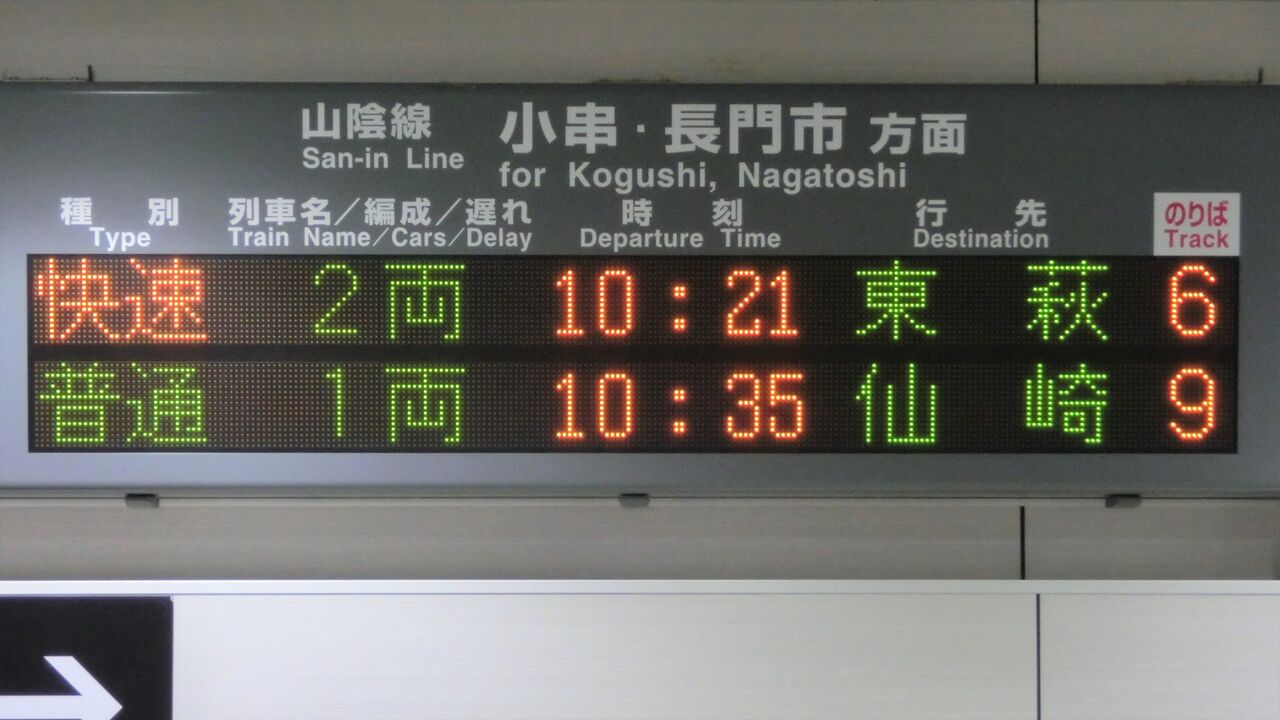 山陰線 小串・長門市 方面
San-in Line for Kogushi, Nagatoshi
種別 列車名／編成／遅れ 時刻 行先 のりば
Type Train Name/Cars/Delay Departure Time Destination Track
快速 2両 10:21 東萩 6
普通 1両 10:35 仙崎 9